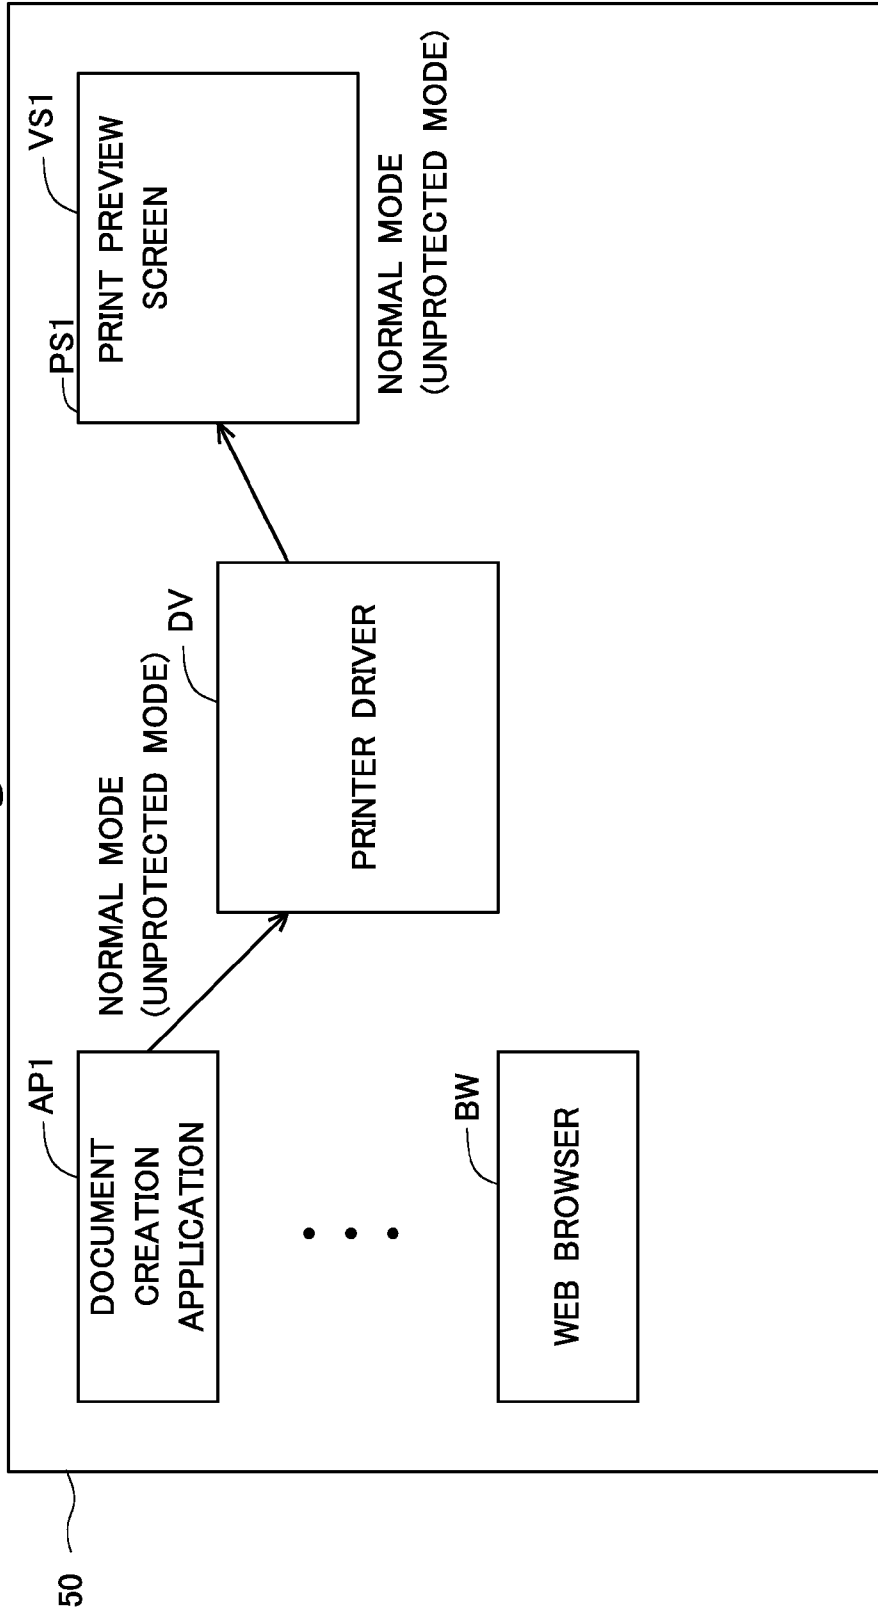 50
AP1
DOCUMENT
CREATION
APPLICATION
NORMAL MODE
(UNPROTECTED MODE)
DV
PRINTER DRIVER
PS1
VS1
PRINT PREVIEW
SCREEN
NORMAL MODE
(UNPROTECTED MODE)
BW
WEB BROWSER